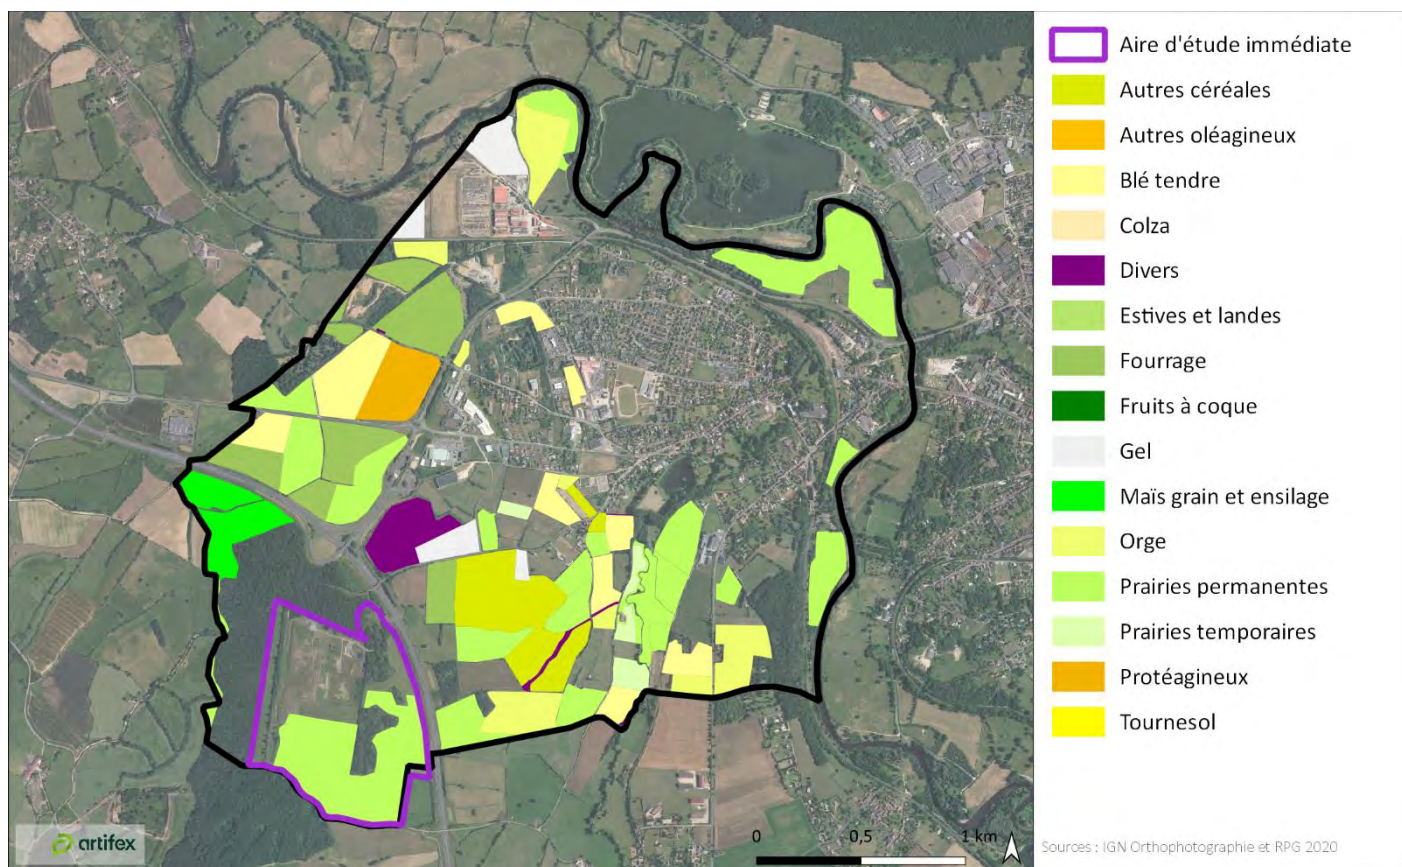 Aire d'étude immédiate
Autres céréales
Autres oléagineux
Blé tendre
Colza
Divers
Estives et landes
Fourrage
Fruits à coque
Gel
Maïs grain et ensilage
Orge
Prairies permanentes
Prairies temporaires
Protéagineux
Tournesol
artifex
0 0,5 1 km
Sources : IGN Orthophotographie et RPG 2020